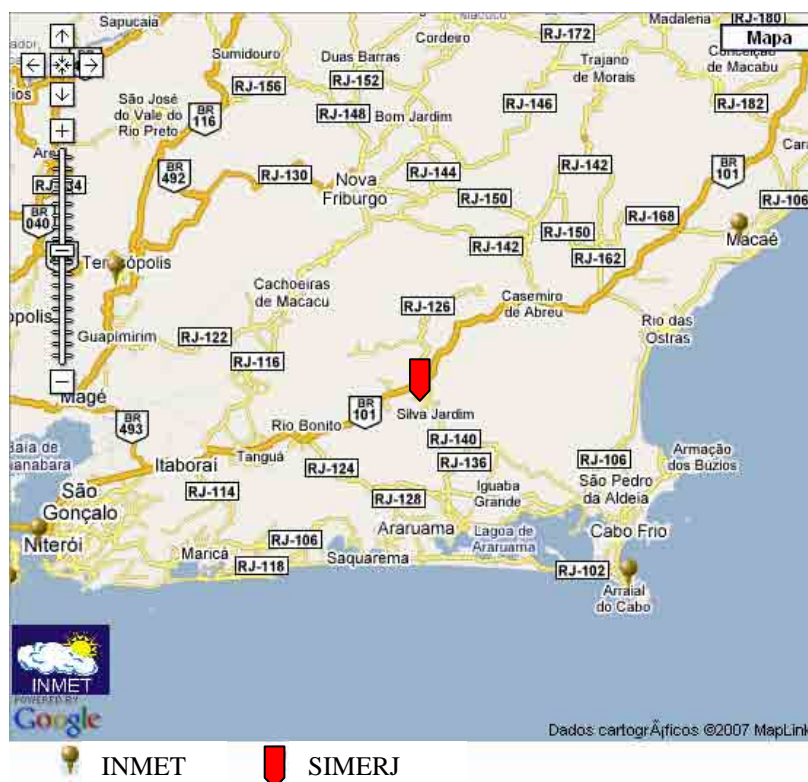 Sapucaia
RJ-180
Madalena
Macuco
Mapa
Cordeiro
RJ-172
Conceição
de Macabu
Sumidouro
Duas Barras
Trajano
de Morais
RJ-156
RJ-152
São José
do Vale do
Rio Preto
RJ-148
Bom Jardim
RJ-146
RJ-182
BR
116
BR
492
RJ-130
RJ-144
RJ-142
BR
101
Nova
Friburgo
RJ-150
RJ-106
BR
040
RJ-168
RJ-142
RJ-150
Macaé
RJ-162
Teresópolis
Cachoeiras
de Macacu
RJ-126
Casemiro
de Abreu
Rio das
Ostras
Guapimirim
RJ-122
RJ-116
Magé
BR
101
Silva Jardim
BR
493
Rio Bonito
RJ-140
Armação
dos Búzios
Itaborai
Tanguá
RJ-124
RJ-136
RJ-106
São
Gonçalo
RJ-114
RJ-128
Iguaba
Grande
São Pedro
da Aldeia
Niterói
RJ-106
Araruama
Lagoa de
Araruama
Cabo Frio
Maricá
RJ-118
Saquarema
RJ-102
Arraial
do Cabo
INMET
POWERED BY
Google
Dados cartogrÃ¡ficos ©2007 MapLink
INMET SIMERJ